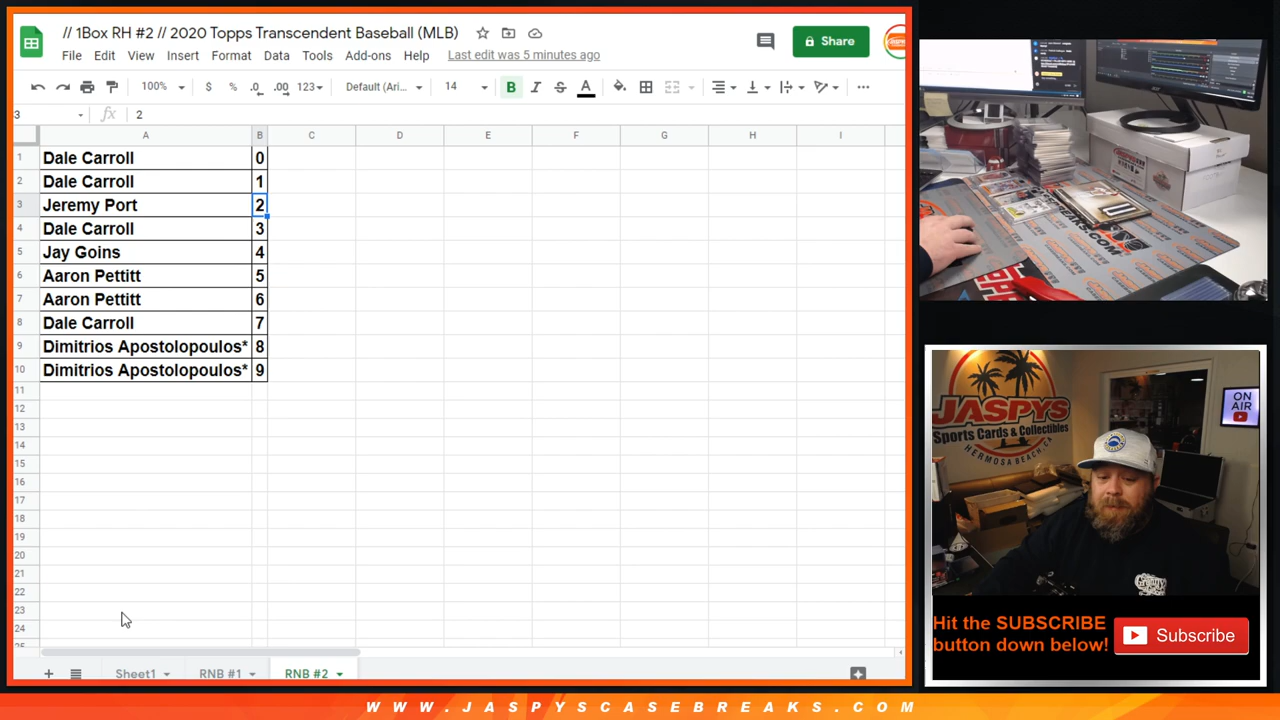 // 1Box RH #2 // 2020 Topps Transcendent Baseball (MLB)
File Edit View Insert Format Data Tools Add-ons Help Last edit was 5 minutes ago
Share
100% $ % .0 .00 123 Default (Ari... 14 B I S A
3 fx 2
A B C D E F G H I
1 Dale Carroll 0
2 Dale Carroll 1
3 Jeremy Port 2
4 Dale Carroll 3
5 Jay Goins 4
6 Aaron Pettitt 5
7 Aaron Pettitt 6
8 Dale Carroll 7
9 Dimitrios Apostolopoulos* 8
10 Dimitrios Apostolopoulos* 9
11
12
13
14
15
16
17
18
19
20
21
22
23
24
25
Sheet1 RNB #1 RNB #2
JASPYS
Sports Cards & Collectibles
HERMOSA BEACH, CA
ON
AIR
Hit the SUBSCRIBE
button down below!
Subscribe
WWW.JASPYSCASEBREAKS.COM